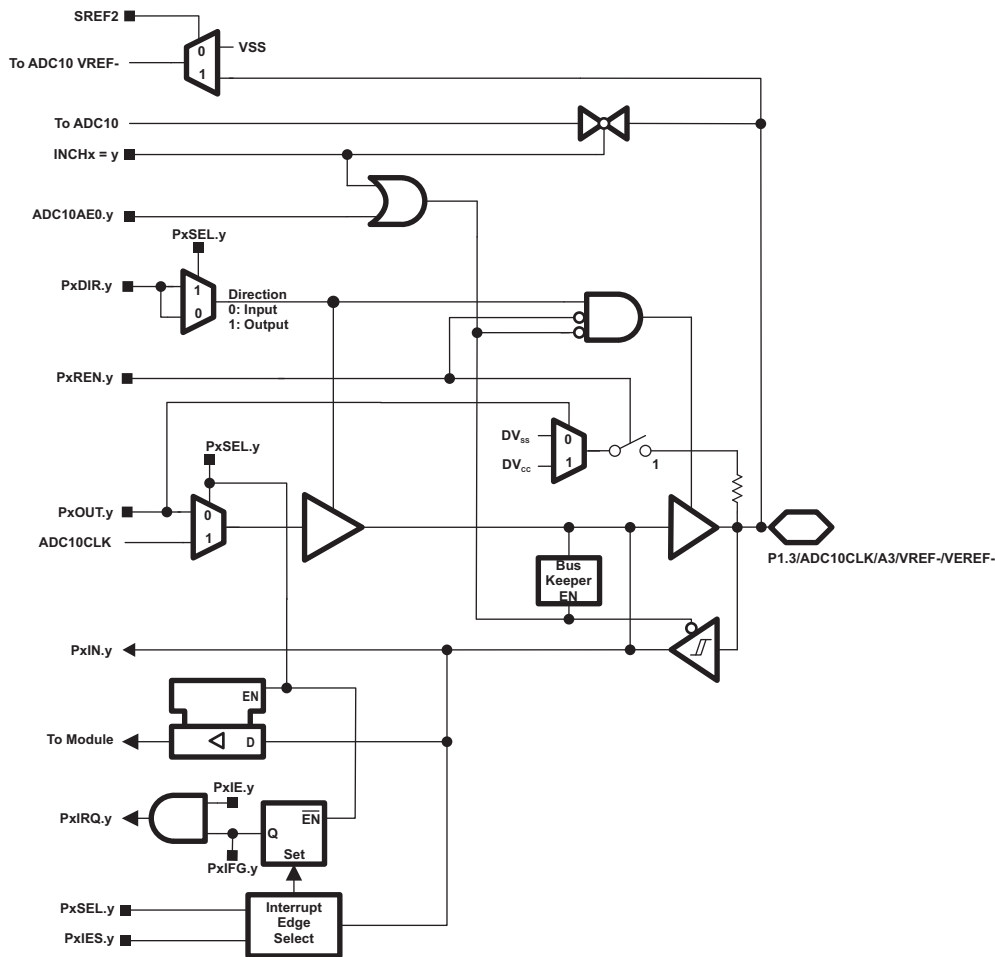 SREF2
0
VSS
To ADC10 VREF-
1
To ADC10
INCHx = y
ADC10AE0.y
PxSEL.y
PxDIR.y
1
0
Direction
0: Input
1: Output
PxREN.y
DVSS
0
DVCC
1
1
PxSEL.y
PxOUT.y
0
ADC10CLK
1
P1.3/ADC10CLK/A3/VREF-/VEREF-
Bus
Keeper
EN
PxIN.y
EN
To Module
D
PxIE.y
PxIRQ.y
EN
Q
Set
PxIFG.y
PxSEL.y
PxIES.y
Interrupt
Edge
Select